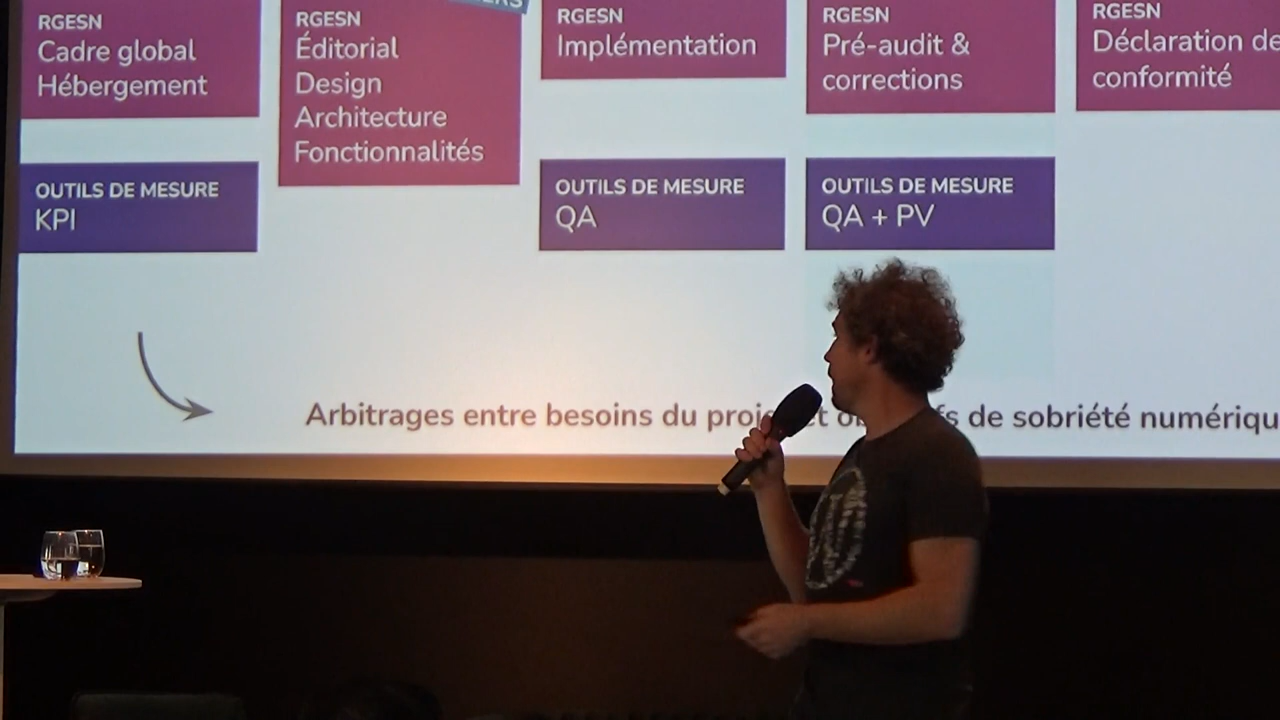 RGESN
Cadre global
Hébergement
OUTILS DE MESURE
KPI
RGESN
Éditorial
Design
Architecture
Fonctionnalités
RGESN
Implémentation
OUTILS DE MESURE
QA
RGESN
Pré-audit &
corrections
OUTILS DE MESURE
QA + PV
RGESN
Déclaration de
conformité
Arbitrages entre besoins du et de sobriété